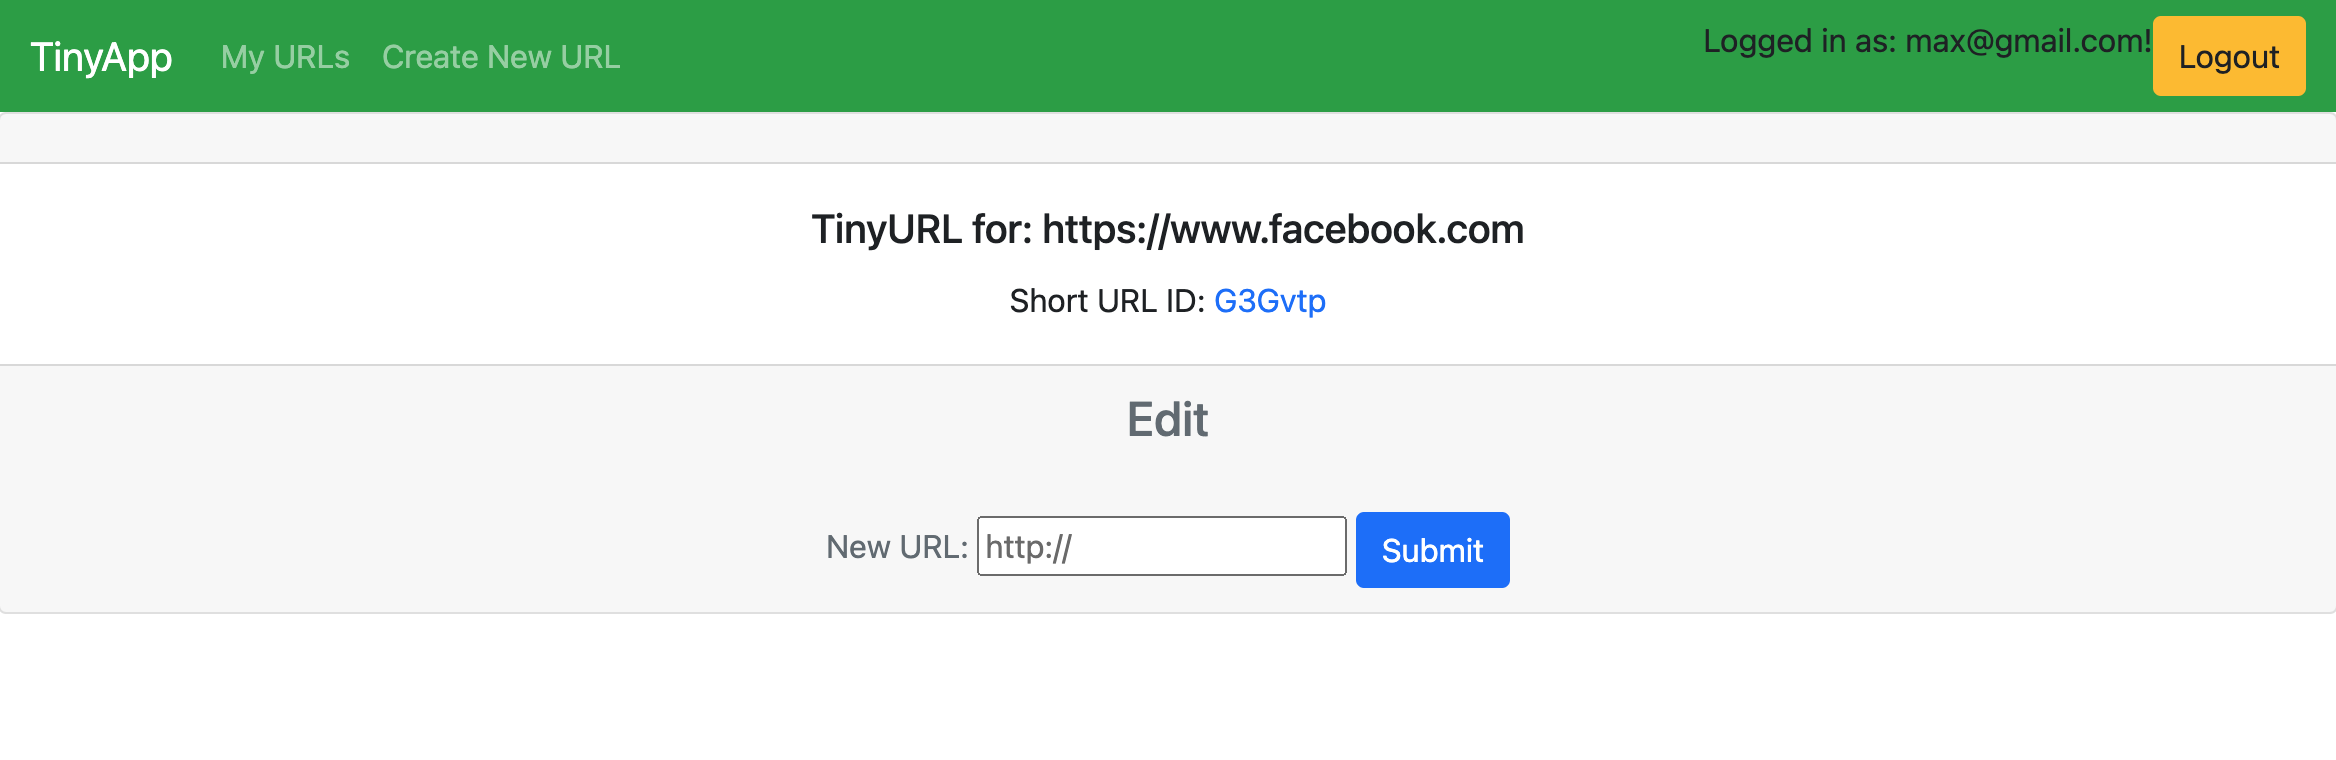 TinyApp My URLs Create New URL Logged in as: max@gmail.com! Logout
TinyURL for: https://www.facebook.com
Short URL ID: G3Gvtp
Edit
New URL: http:// Submit